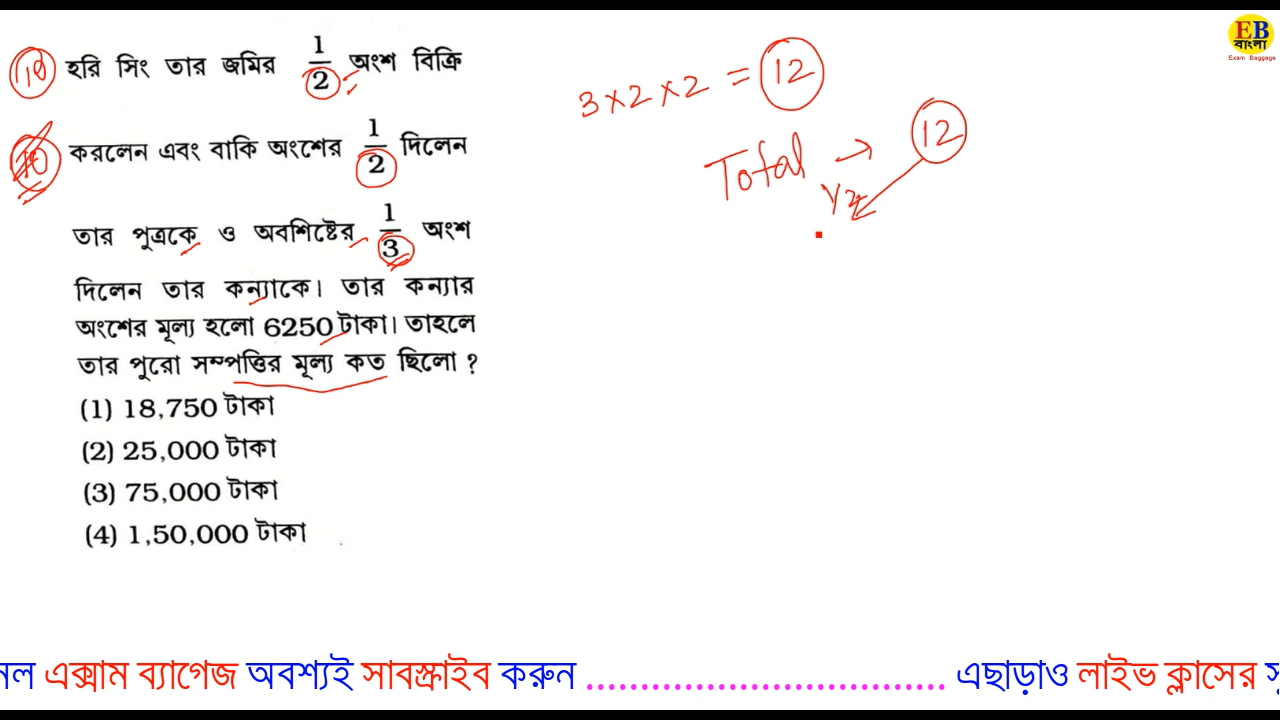 EB
বাংলা
Exam Baggage
10 হরি সিং তার জমির 1/2 অংশ বিক্রি
করলেন এবং বাকি অংশের 1/2 দিলেন
তার পুত্রকে ও অবশিষ্টের 1/3 অংশ
দিলেন তার কন্যাকে। তার কন্যার
অংশের মূল্য হলো 6250 টাকা। তাহলে
তার পুরো সম্পত্তির মূল্য কত ছিলো ?
(1) 18,750 টাকা
(2) 25,000 টাকা
(3) 75,000 টাকা
(4) 1,50,000 টাকা
3 x 2 x 2 = 12
Total → 12
1/2
এক্সাম ব্যাগেজ অবশ্যই সাবস্ক্রাইব করুন ................................. এছাড়াও লাইভ ক্লাসের